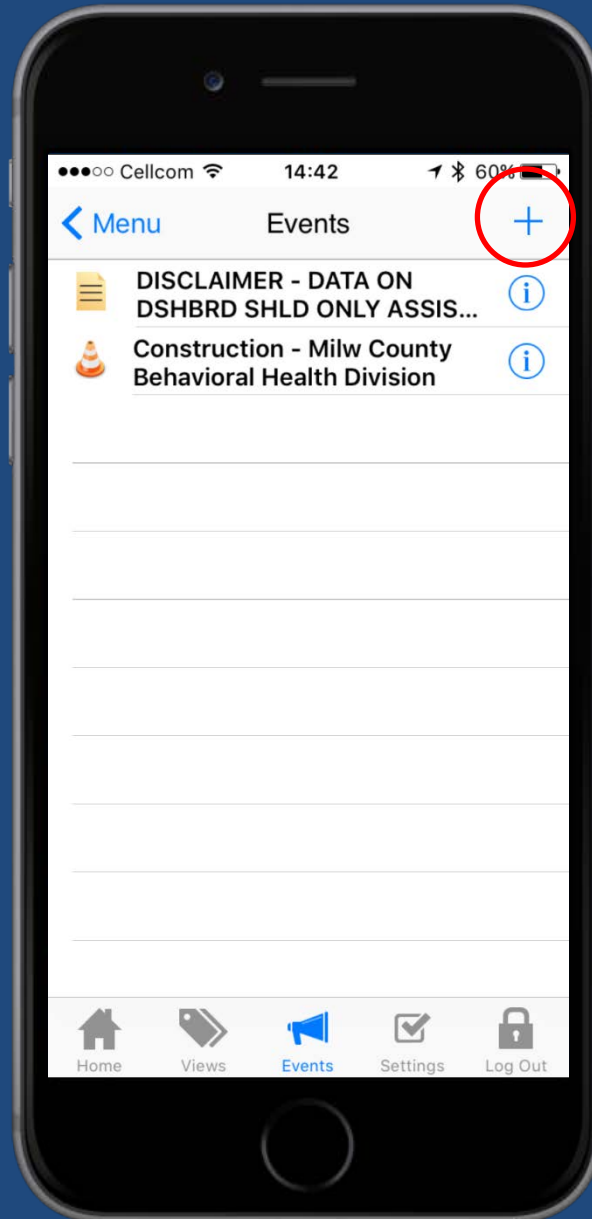 Cellcom 14:42 60%
Menu Events +
DISCLAIMER - DATA ON
DSHBRD SHLD ONLY ASSIS...
Construction - Milw County
Behavioral Health Division
Home Views Events Settings Log Out